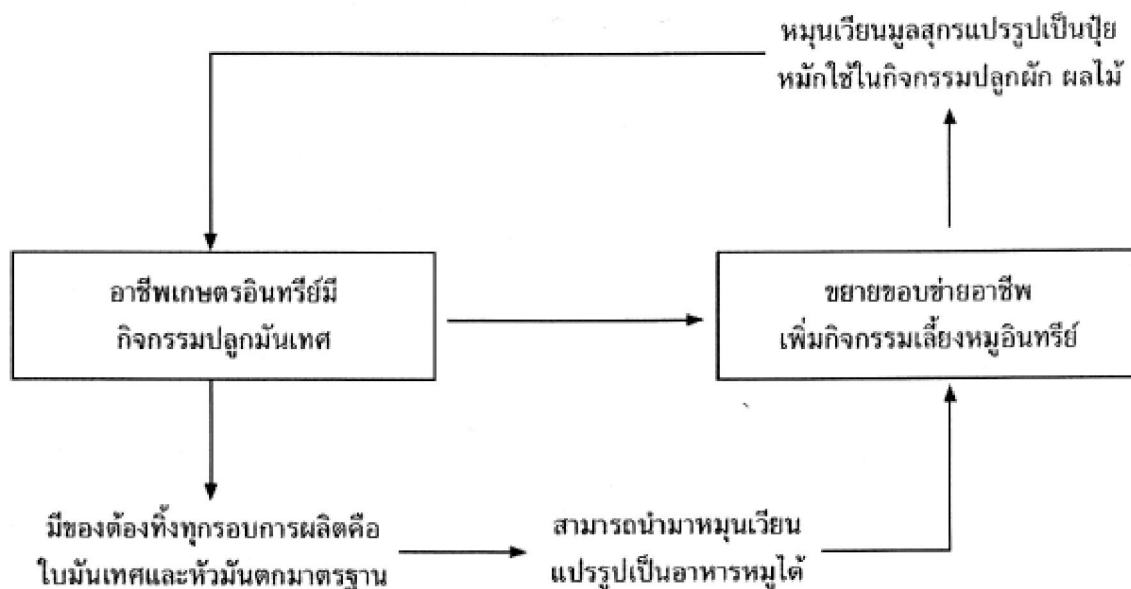 หมุนเวียนมูลสุกรแปรรูปเป็นปุ๋ย
หมักใช้ในกิจกรรมปลูกผัก ผลไม้
อาชีพเกษตรอินทรีย์มี
กิจกรรมปลูกมันเทศ
ขยายขอบข่ายอาชีพ
เพิ่มกิจกรรมเลี้ยงหมูอินทรีย์
มีของต้องทิ้งทุกรอบการผลิตคือ
ใบมันเทศและหัวมันตกมาตรฐาน
สามารถนำมาหมุนเวียน
แปรรูปเป็นอาหารหมูได้